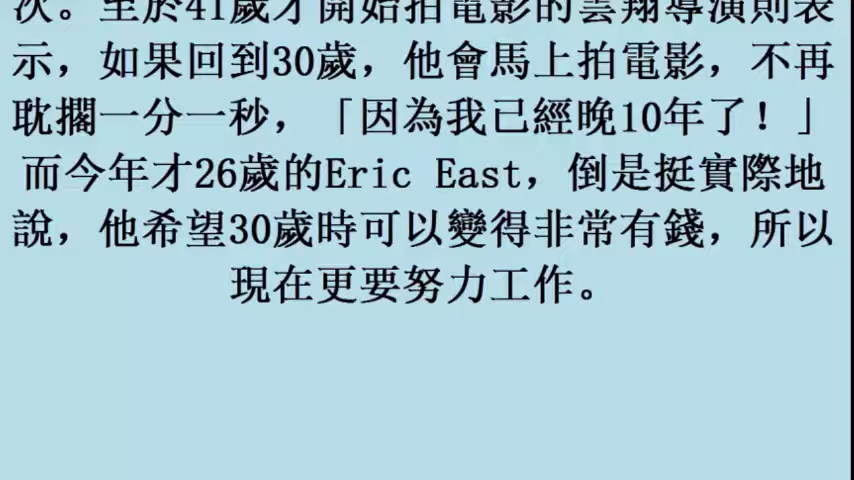 次。至於41歲才開始拍電影的雲翔導演則表
示，如果回到30歲，他會馬上拍電影，不再
耽擱一分一秒，「因為我已經晚10年了！」
而今年才26歲的Eric East，倒是挺實際地
說，他希望30歲時可以變得非常有錢，所以
現在更要努力工作。